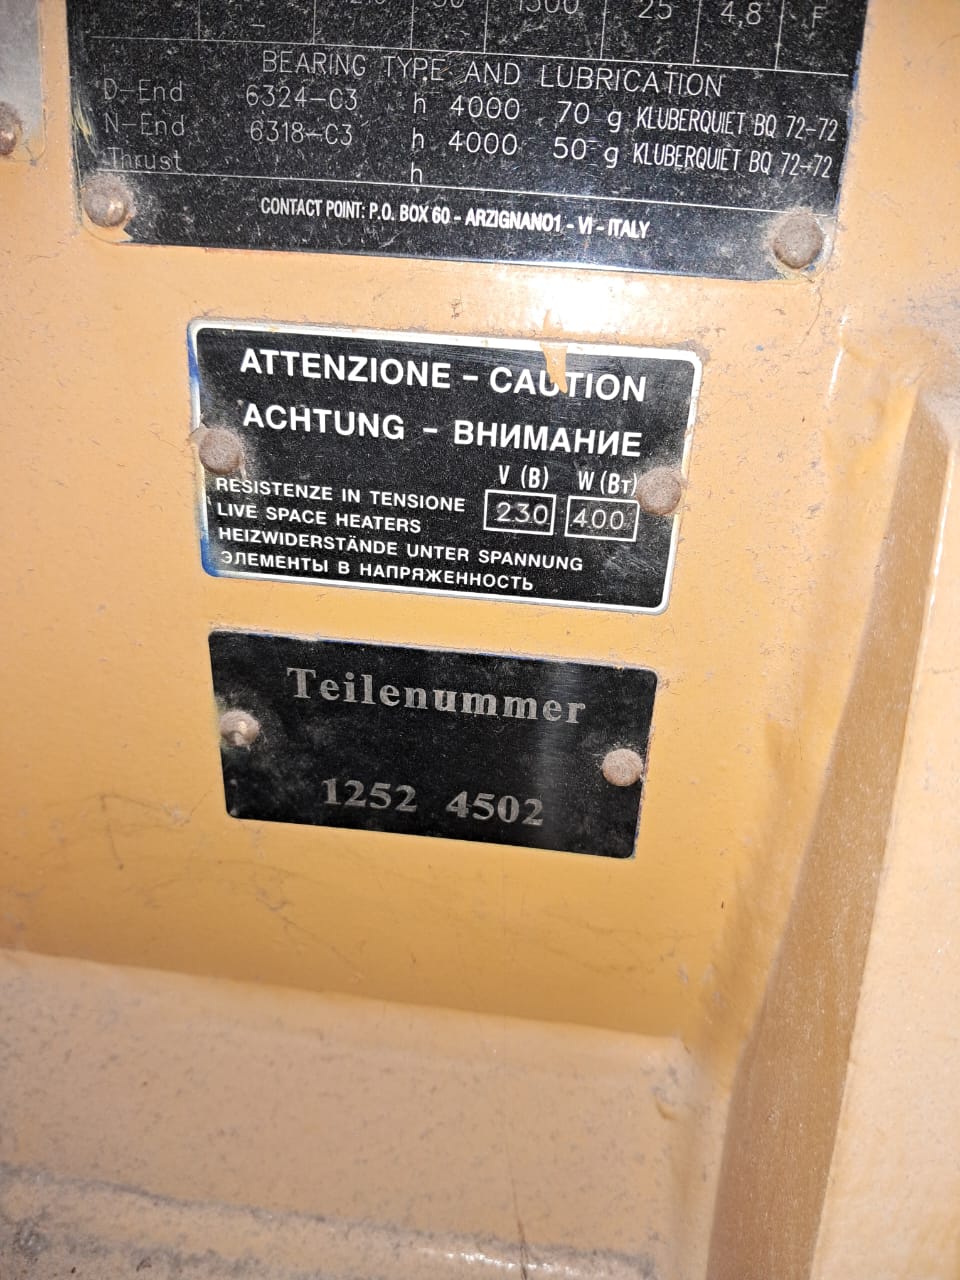 1500 25 4,8 F
BEARING TYPE AND LUBRICATION
D-End 6324-C3 h 4000 70 g KLUBERQUIET BQ 72-72
N-End 6318-C3 h 4000 50 g KLUBERQUIET BQ 72-72
Thrust h
CONTACT POINT: P.O. BOX 60 - ARZIGNANO1 - VI - ITALY
ATTENZIONE - CAUTION
ACHTUNG - ВНИМАНИЕ
V (В) W (Вт)
RESISTENZE IN TENSIONE 230 400
LIVE SPACE HEATERS
HEIZWIDERSTÄNDE UNTER SPANNUNG
ЭЛЕМЕНТЫ В НАПРЯЖЕННОСТЬ
Teilenummer
1252 4502